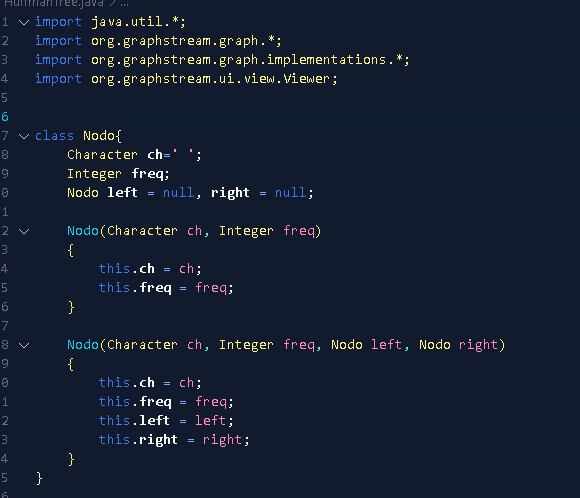 HuffmanTree.java > ...
1 import java.util.*;
2 import org.graphstream.graph.*;
3 import org.graphstream.graph.implementations.*;
4 import org.graphstream.ui.view.Viewer;
5
6
7 class Nodo{
8 Character ch=' ';
9 Integer freq;
0 Nodo left = null, right = null;
1
2 Nodo(Character ch, Integer freq)
3 {
4 this.ch = ch;
5 this.freq = freq;
6 }
7
8 Nodo(Character ch, Integer freq, Nodo left, Nodo right)
9 {
0 this.ch = ch;
1 this.freq = freq;
2 this.left = left;
3 this.right = right;
4 }
5 }